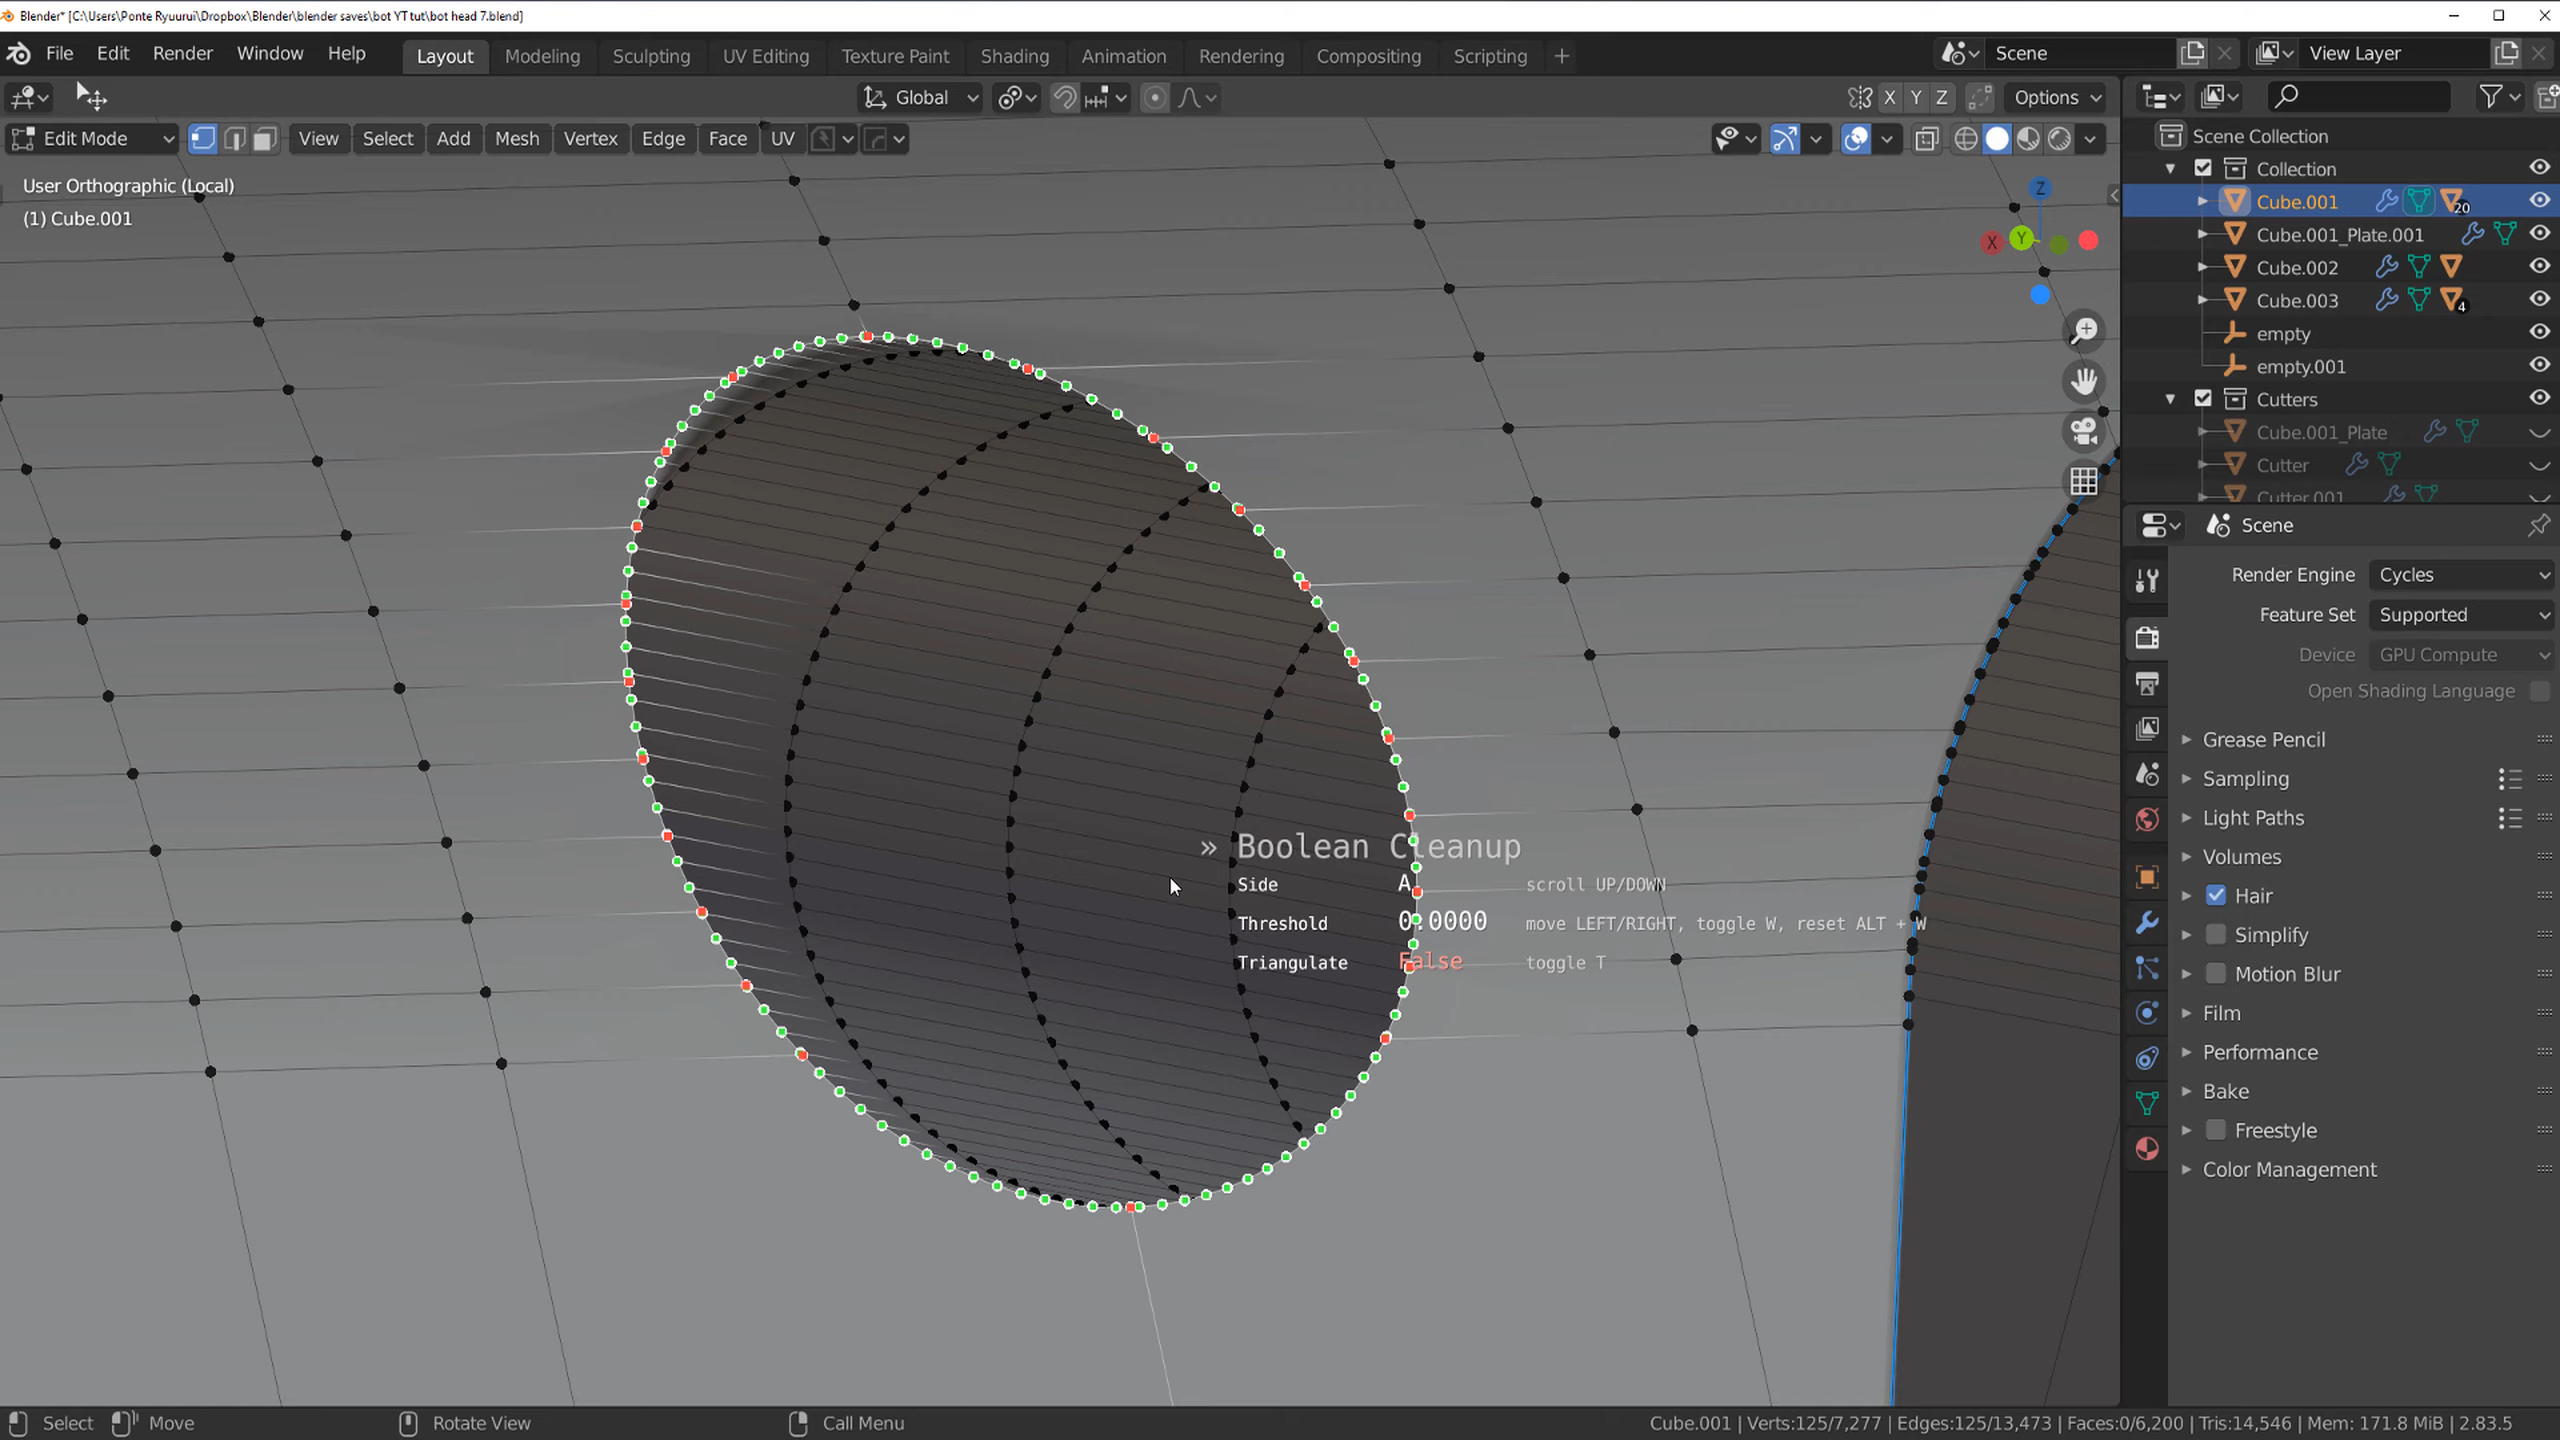 Blender* [C:\Users\Ponte Ryuurui\Dropbox\Blender\blender saves\bot YT tut\bot head 7.blend]
File Edit Render Window Help Layout Modeling Sculpting UV Editing Texture Paint Shading Animation Rendering Compositing Scripting + Scene View Layer
Global X Y Z Options
Edit Mode View Select Add Mesh Vertex Edge Face UV
User Orthographic (Local)
(1) Cube.001
Z
X Y
Scene Collection
Collection
Cube.001 20
Cube.001_Plate.001
Cube.002
Cube.003 4
empty
empty.001
Cutters
Cube.001_Plate
Cutter
Cutter.001
Scene
Render Engine Cycles
Feature Set Supported
Device GPU Compute
Open Shading Language
Grease Pencil
Sampling
Light Paths
Volumes
Hair
Simplify
Motion Blur
Film
Performance
Bake
Freestyle
Color Management
» Boolean Cleanup
Side A scroll UP/DOWN
Threshold 0.0000 move LEFT/RIGHT, toggle W, reset ALT + W
Triangulate False toggle T
Select Move Rotate View Call Menu Cube.001 | Verts:125/7,277 | Edges:125/13,473 | Faces:0/6,200 | Tris:14,546 | Mem: 171.8 MiB | 2.83.5